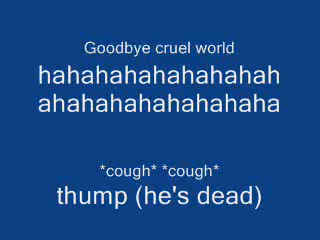 Goodbye cruel world
hahahahahahahahah
ahahahahahahahaha
*cough* *cough*
thump (he's dead)